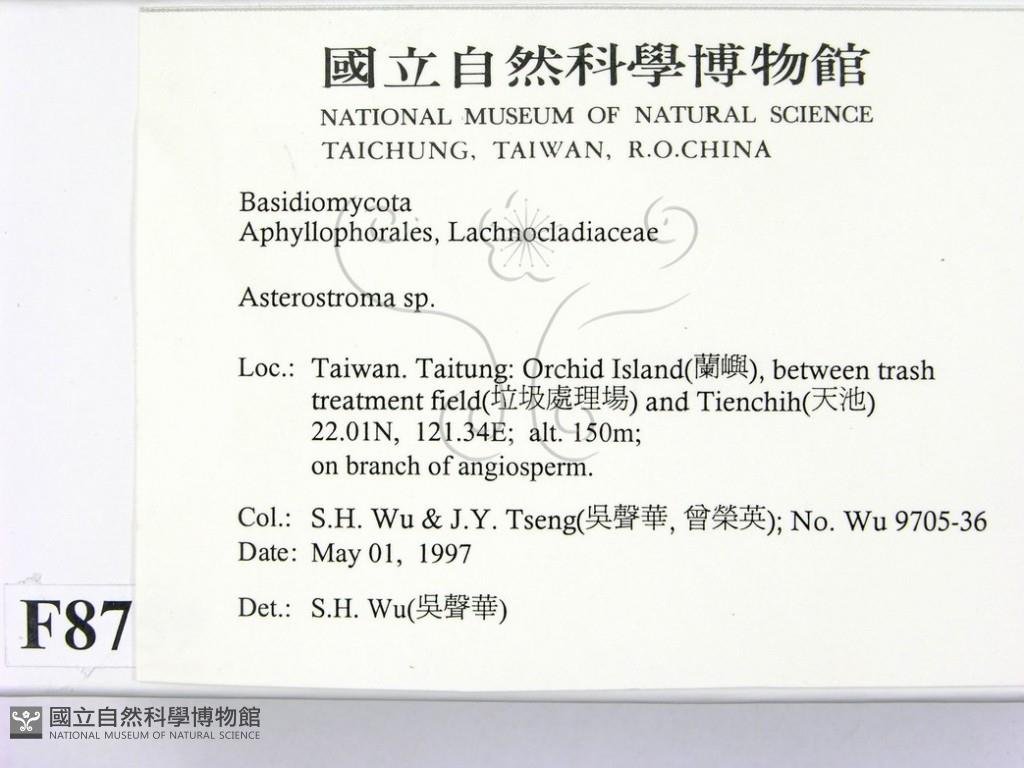 國立自然科學博物館
NATIONAL MUSEUM OF NATURAL SCIENCE
TAICHUNG, TAIWAN, R.O.CHINA
Basidiomycota
Aphyllophorales, Lachnocladiaceae
Asterostroma sp.
Loc.: Taiwan. Taitung: Orchid Island(蘭嶼), between trash
treatment field(垃圾處理場) and Tienchih(天池)
22.01N, 121.34E; alt. 150m;
on branch of angiosperm.
Col.: S.H. Wu & J.Y. Tseng(吳聲華, 曾榮英); No. Wu 9705-36
Date: May 01, 1997
Det.: S.H. Wu(吳聲華)
F87
國立自然科學博物館
NATIONAL MUSEUM OF NATURAL SCIENCE